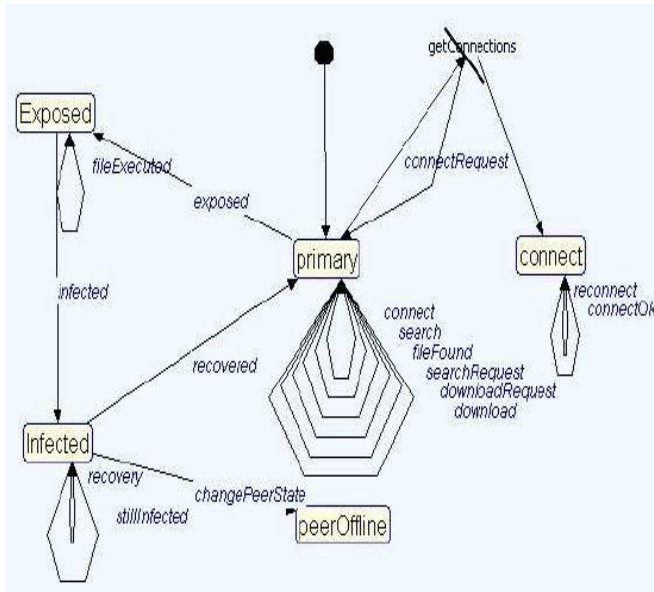 getConnections
Exposed
fileExecuted
connectRequest
exposed
primary
connect
infected
reconnect
connectOk
connect
search
fileFound
searchRequest
downloadRequest
download
recovered
Infected
recovery
stillInfected
changePeerState
peerOffline